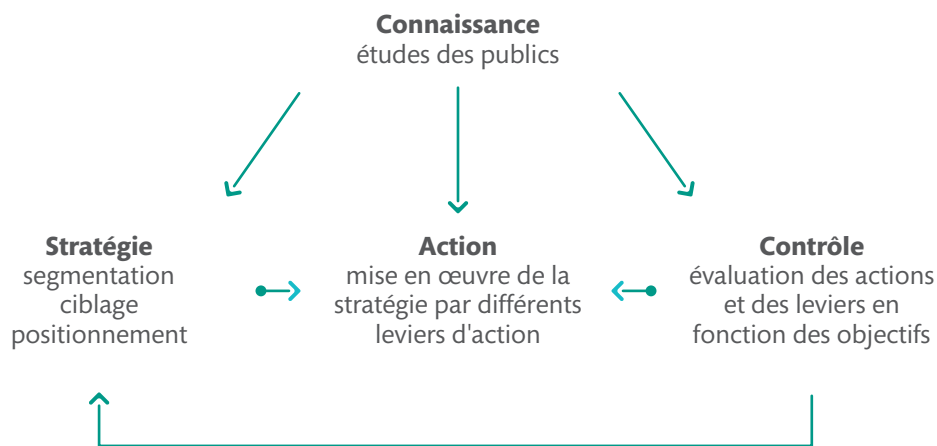 Connaissance
études des publics
Stratégie
segmentation
ciblage
positionnement
Action
mise en œuvre de la
stratégie par différents
leviers d'action
Contrôle
évaluation des actions
et des leviers en
fonction des objectifs